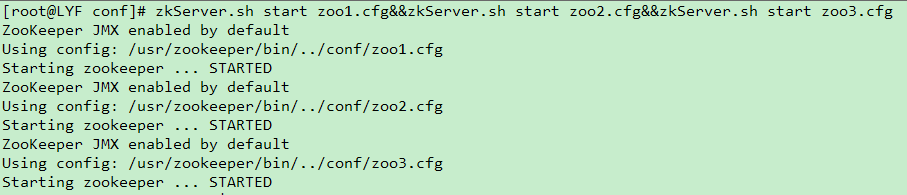 [root@LYF conf]# zkServer.sh start zoo1.cfg&&zkServer.sh start zoo2.cfg&&zkServer.sh start zoo3.cfg
ZooKeeper JMX enabled by default
Using config: /usr/zookeeper/bin/../conf/zoo1.cfg
Starting zookeeper ... STARTED
ZooKeeper JMX enabled by default
Using config: /usr/zookeeper/bin/../conf/zoo2.cfg
Starting zookeeper ... STARTED
ZooKeeper JMX enabled by default
Using config: /usr/zookeeper/bin/../conf/zoo3.cfg
Starting zookeeper ... STARTED